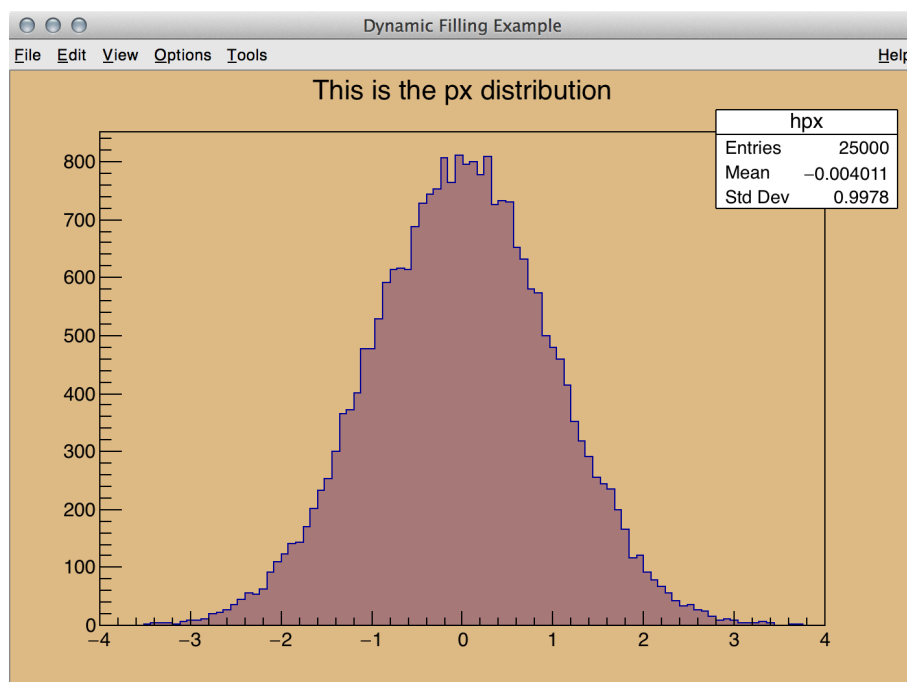 Dynamic Filling Example
File Edit View Options Tools Help
This is the px distribution
hpx
Entries 25000
Mean −0.004011
Std Dev 0.9978
800
700
600
500
400
300
200
100
0
−4 −3 −2 −1 0 1 2 3 4